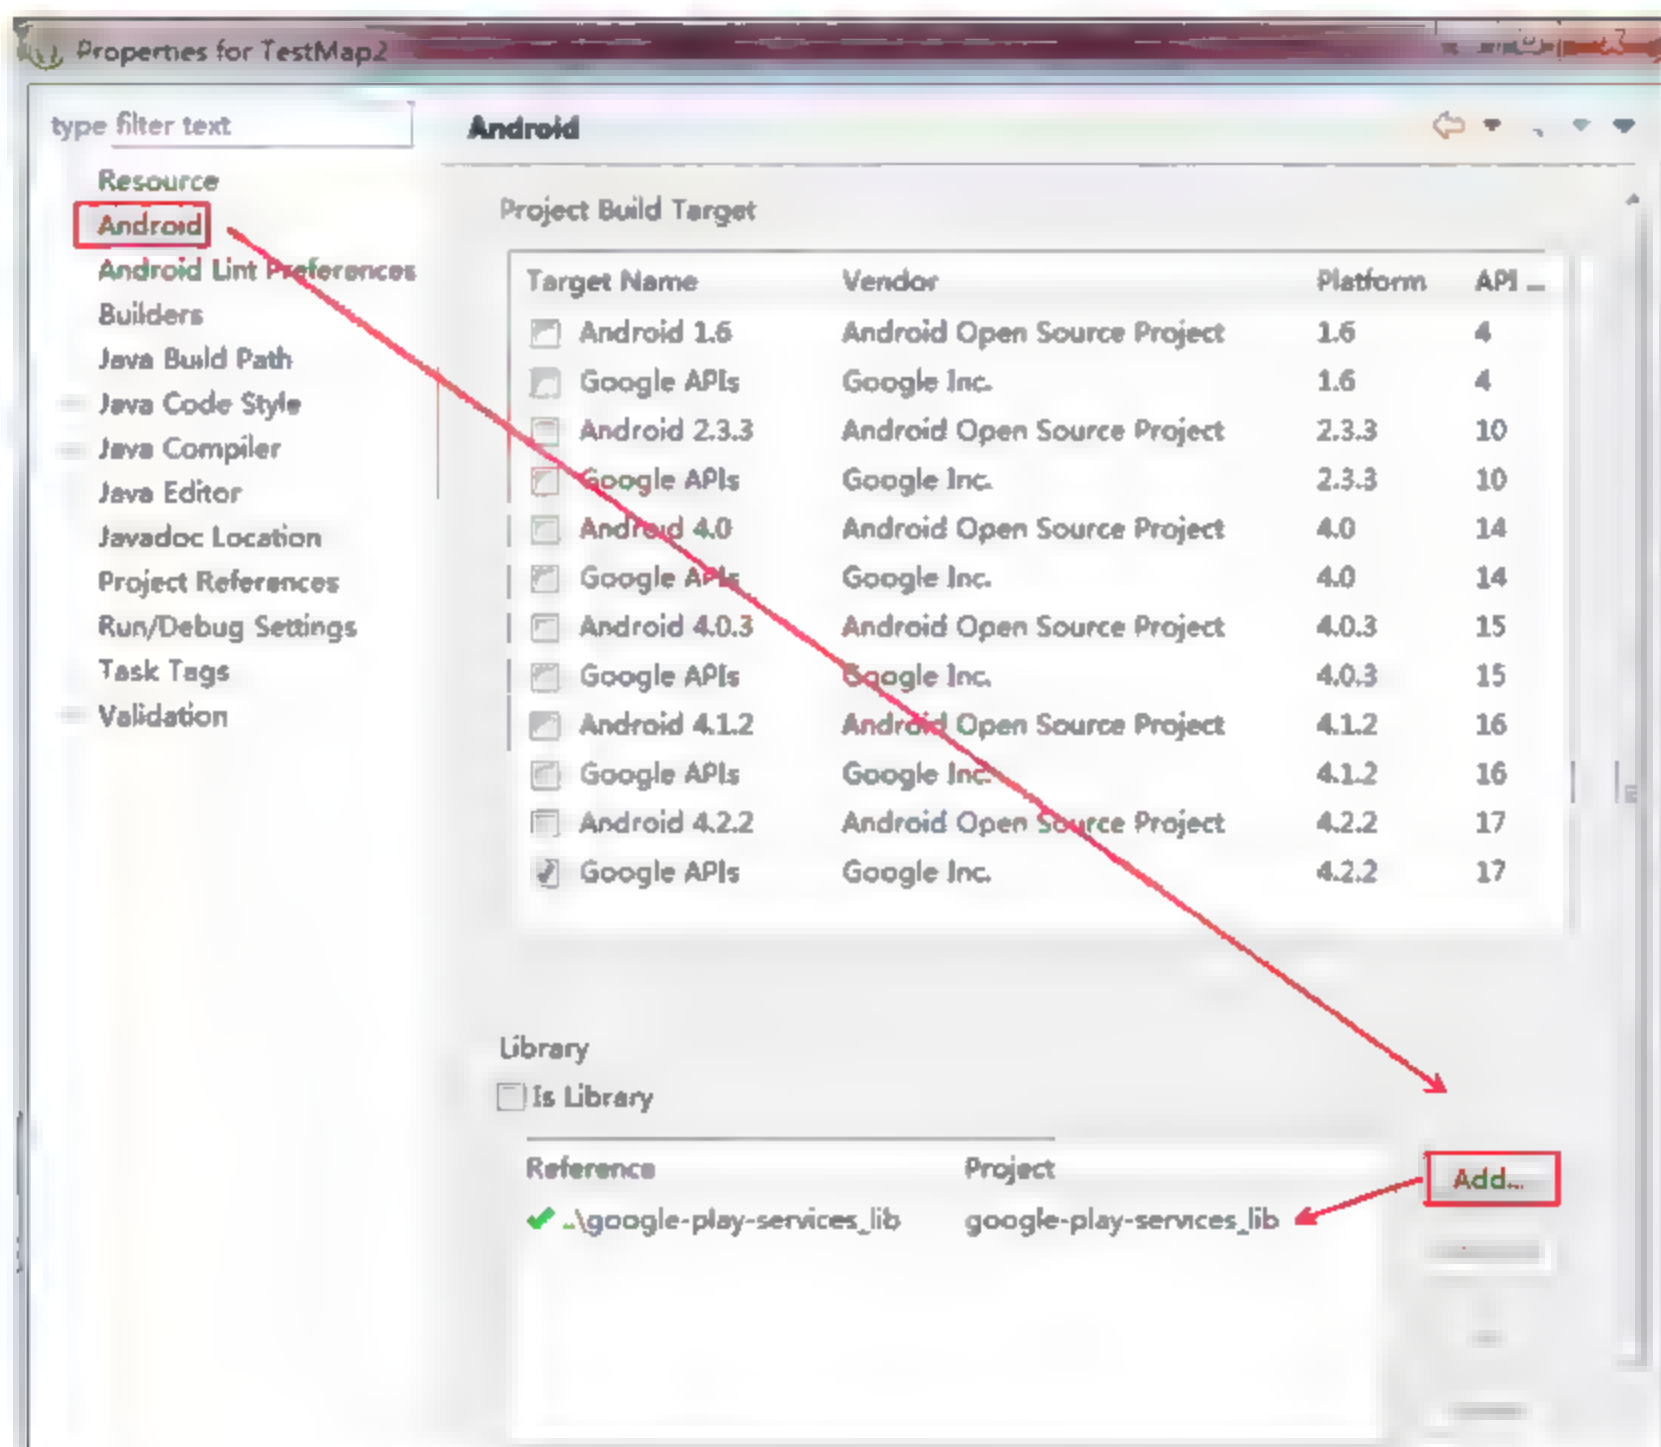 Properties for TestMap2
type filter text
Resource
Android
Android Lint Preferences
Builders
Java Build Path
Java Code Style
Java Compiler
Java Editor
Javadoc Location
Project References
Run/Debug Settings
Task Tags
Validation
Android
Project Build Target
Target Name Vendor Platform API ...
Android 1.6 Android Open Source Project 1.6 4
Google APIs Google Inc. 1.6 4
Android 2.3.3 Android Open Source Project 2.3.3 10
Google APIs Google Inc. 2.3.3 10
Android 4.0 Android Open Source Project 4.0 14
Google APIs Google Inc. 4.0 14
Android 4.0.3 Android Open Source Project 4.0.3 15
Google APIs Google Inc. 4.0.3 15
Android 4.1.2 Android Open Source Project 4.1.2 16
Google APIs Google Inc. 4.1.2 16
Android 4.2.2 Android Open Source Project 4.2.2 17
Google APIs Google Inc. 4.2.2 17
Library
Is Library
Reference Project
..\google-play-services_lib google-play-services_lib
Add...